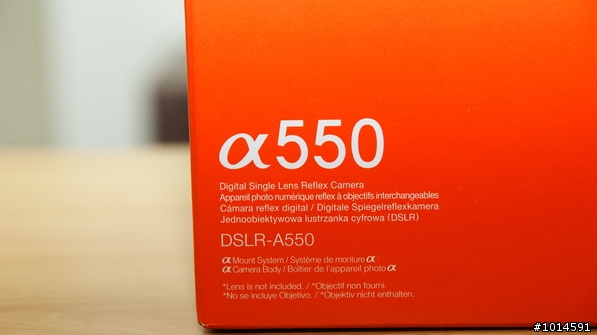 α550
Digital Single Lens Reflex Camera
Appareil photo numérique reflex à objectifs interchangeables
Cámara reflex digital / Digitale Spiegelreflexkamera
Jednoobiektywowa lustrzanka cyfrowa (DSLR)
DSLR-A550
α Mount System / Système de monture α
α Camera Body / Boîtier de l'appareil photo α
*Lens is not included. / *Objectif non fourni.
*No se incluye Objetivo. / *Objektiv nicht enthalten.
#1014591